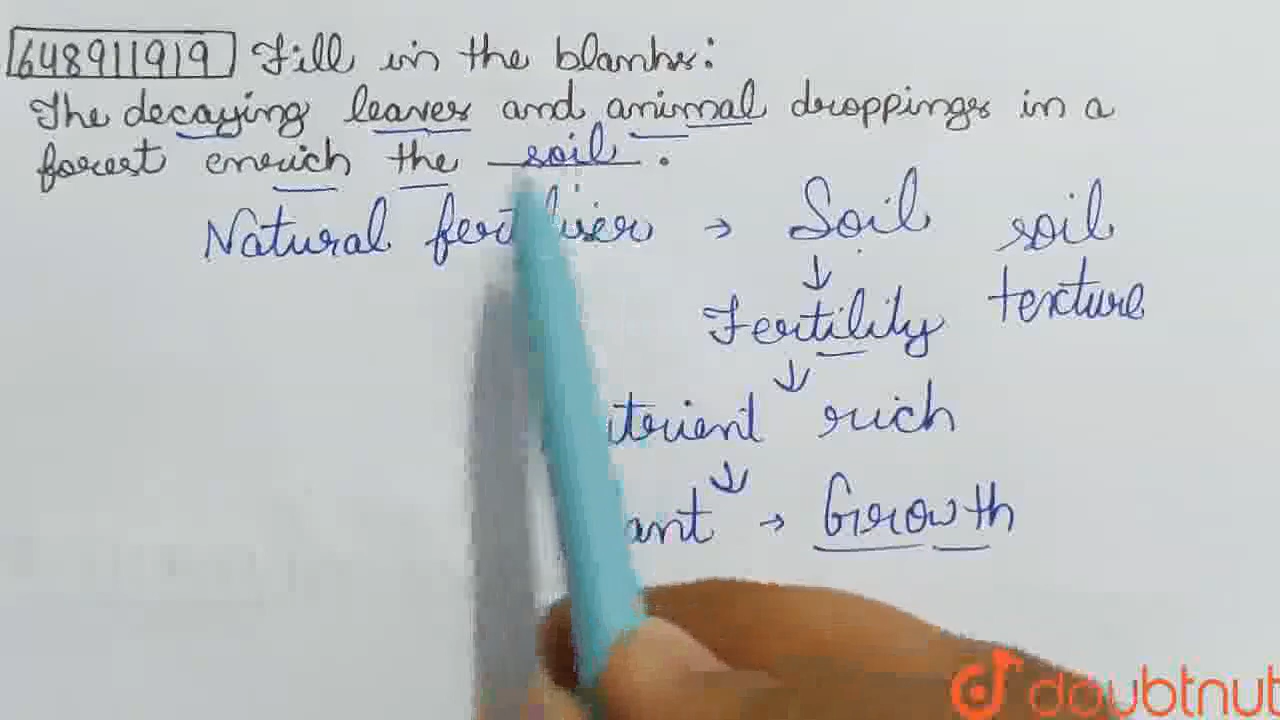 648911919 Fill in the blanks:
The decaying leaves and animal droppings in a
forest enrich the soil.
Natural → Soil soil
↓
Fertility texture
↓
rich
↓
→ Growth
doubtnut